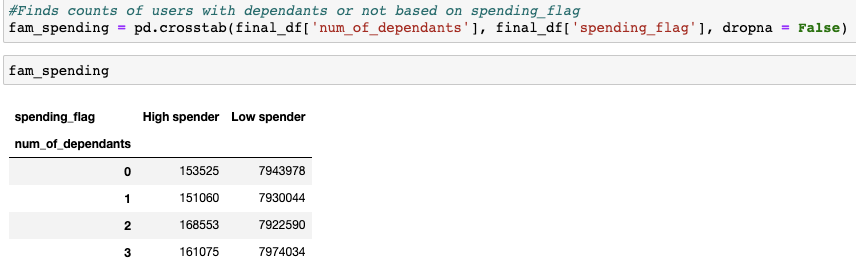 #Finds counts of users with dependants or not based on spending_flag
fam_spending = pd.crosstab(final_df['num_of_dependants'], final_df['spending_flag'], dropna = False)
fam_spending
spending_flag High spender Low spender
num_of_dependants
0 153525 7943978
1 151060 7930044
2 168553 7922590
3 161075 7974034